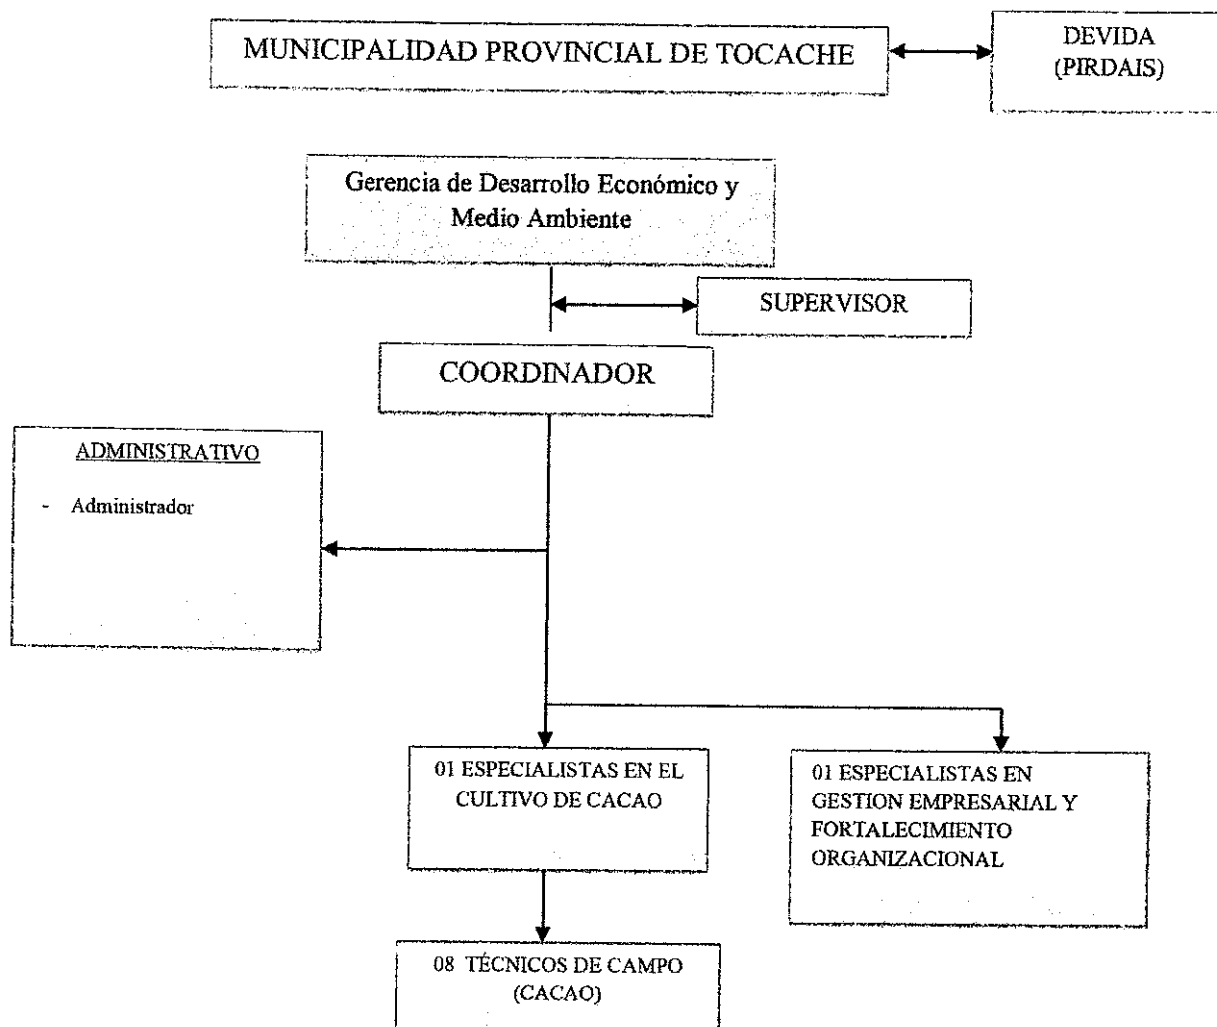 MUNICIPALIDAD PROVINCIAL DE TOCACHE
DEVIDA
(PIRDAIS)
Gerencia de Desarrollo Económico y
Medio Ambiente
SUPERVISOR
COORDINADOR
ADMINISTRATIVO
- Administrador
01 ESPECIALISTAS EN EL
CULTIVO DE CACAO
01 ESPECIALISTAS EN
GESTION EMPRESARIAL Y
FORTALECIMIENTO
ORGANIZACIONAL
08 TÉCNICOS DE CAMPO
(CACAO)